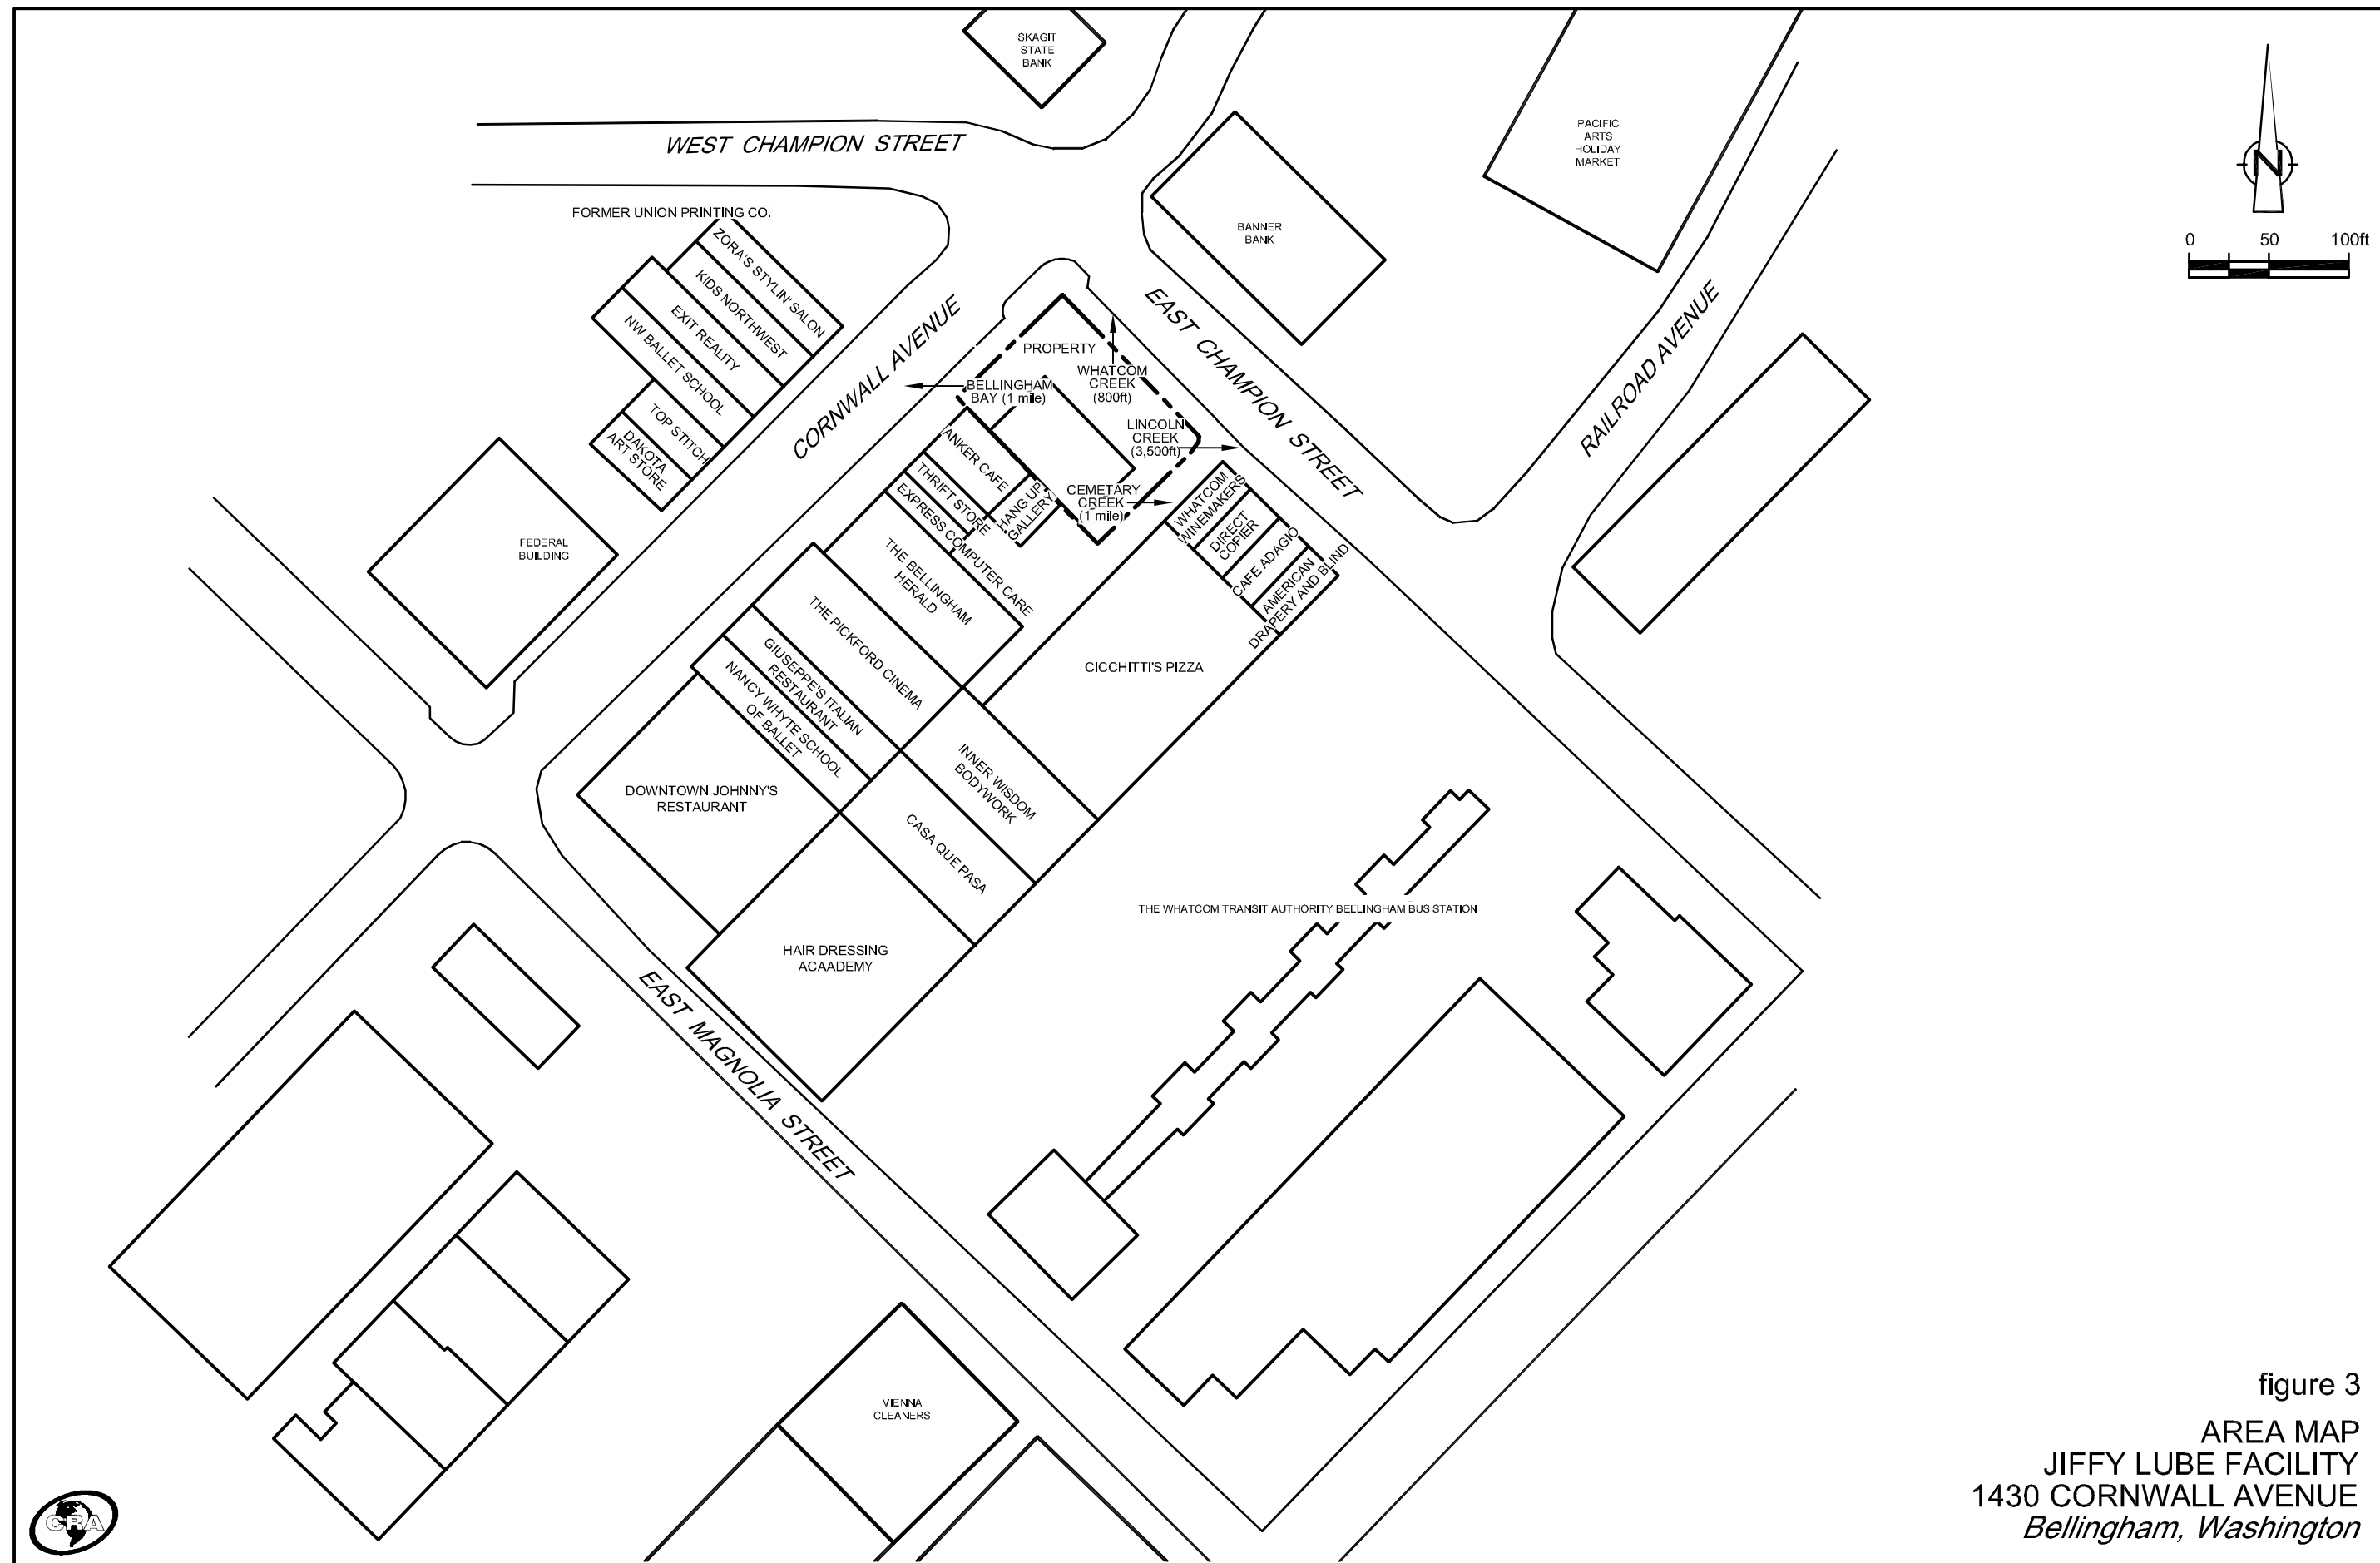 SKAGIT
STATE
BANK
WEST CHAMPION STREET
PACIFIC
ARTS
HOLIDAY
MARKET
N
0 50 100ft
FORMER UNION PRINTING CO.
ZORA'S STYLIN' SALON
KIDS NORTHWEST
EXIT REALITY
NW BALLET SCHOOL
TOP STITCH
DAKOTA
ART STORE
BANNER
BANK
EAST CHAMPION STREET
RAILROAD AVENUE
CORNWALL AVENUE
PROPERTY
BELLINGHAM
BAY (1 mile)
WHATCOM
CREEK
(800ft)
LINCOLN
CREEK
(3,500ft)
CEMETARY
CREEK
(1 mile)
ANKER CAFE
THRIFT STORE
HANG UP
GALLERY
EXPRESS COMPUTER CARE
THE BELLINGHAM
HERALD
WHATCOM
WINEMAKERS
DIRECT
COPIER
CAFE ADAGIO
AMERICAN
DRAPERY AND BLIND
FEDERAL
BUILDING
THE PICKFORD CINEMA
GIUSEPPE'S ITALIAN
RESTAURANT
NANCY WHYTE SCHOOL
OF BALLET
CICCHITTI'S PIZZA
DOWNTOWN JOHNNY'S
RESTAURANT
INNER WISDOM
BODYWORK
CASA QUE PASA
THE WHATCOM TRANSIT AUTHORITY BELLINGHAM BUS STATION
HAIR DRESSING
ACAADEMY
EAST MAGNOLIA STREET
VIENNA
CLEANERS
CRA
figure 3
AREA MAP
JIFFY LUBE FACILITY
1430 CORNWALL AVENUE
Bellingham, Washington